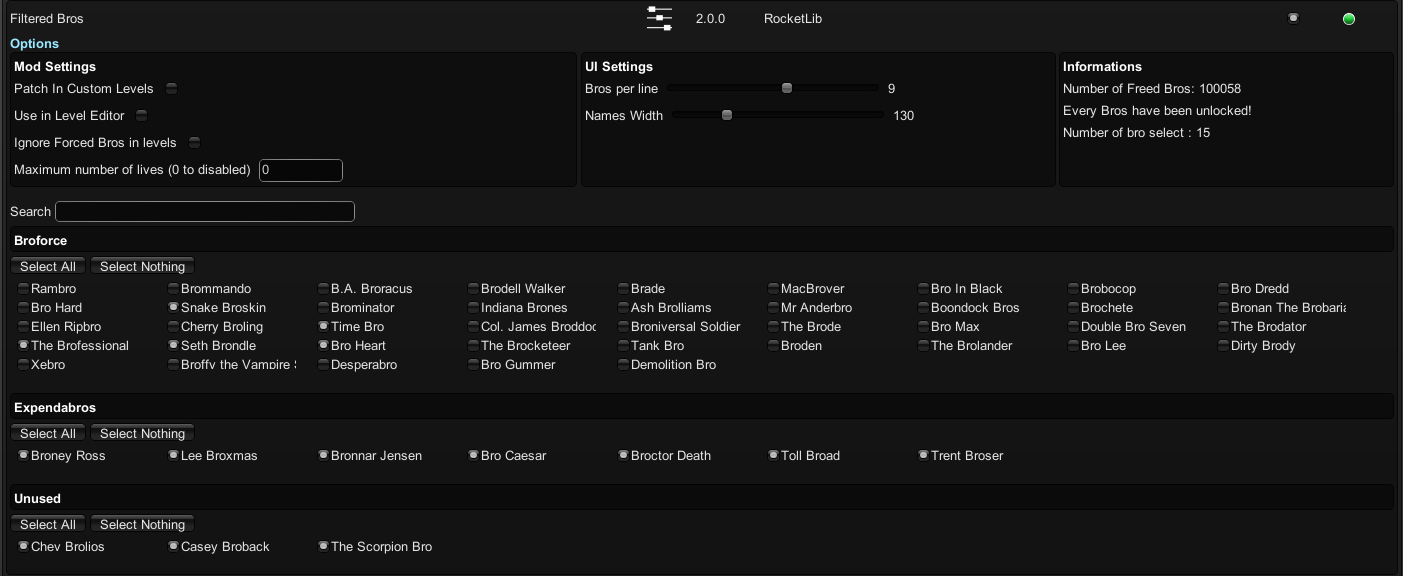 Filtered Bros 2.0.0 RocketLib
Options
Mod Settings UI Settings Informations
Patch In Custom Levels Bros per line 9 Number of Freed Bros: 100058
Use in Level Editor Names Width 130 Every Bros have been unlocked!
Ignore Forced Bros in levels Number of bro select : 15
Maximum number of lives (0 to disabled) 0
Search
Broforce
Select All Select Nothing
Rambro Brommando B.A. Broracus Brodell Walker Brade MacBrover Bro In Black Brobocop Bro Dredd
Bro Hard Snake Broskin Brominator Indiana Brones Ash Brolliams Mr Anderbro Boondock Bros Brochete Bronan The Brobaria
Ellen Ripbro Cherry Broling Time Bro Col. James Broddoc Broniversal Soldier The Brode Bro Max Double Bro Seven The Brodator
The Brofessional Seth Brondle Bro Heart The Brocketeer Tank Bro Broden The Brolander Bro Lee Dirty Brody
Xebro Broffy the Vampire Desperabro Bro Gummer Demolition Bro
Expendabros
Select All Select Nothing
Broney Ross Lee Broxmas Bronnar Jensen Bro Caesar Broctor Death Toll Broad Trent Broser
Unused
Select All Select Nothing
Chev Brolios Casey Broback The Scorpion Bro